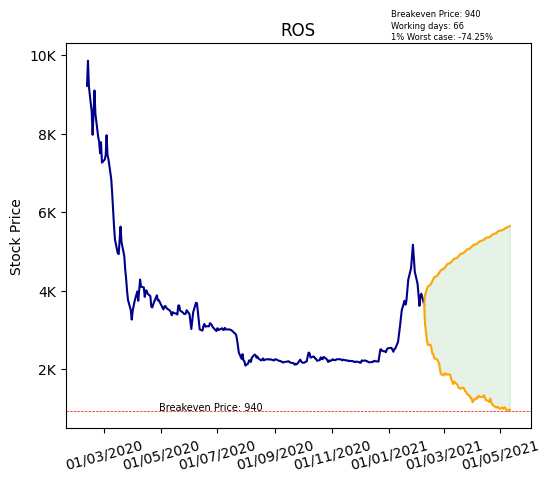 Breakeven Price: 940
Working days: 66
1% Worst case: -74.25%
ROS
10K
8K
6K
4K
2K
Stock Price
Breakeven Price: 940
01/03/2020
01/05/2020
01/07/2020
01/09/2020
01/11/2020
01/01/2021
01/03/2021
01/05/2021